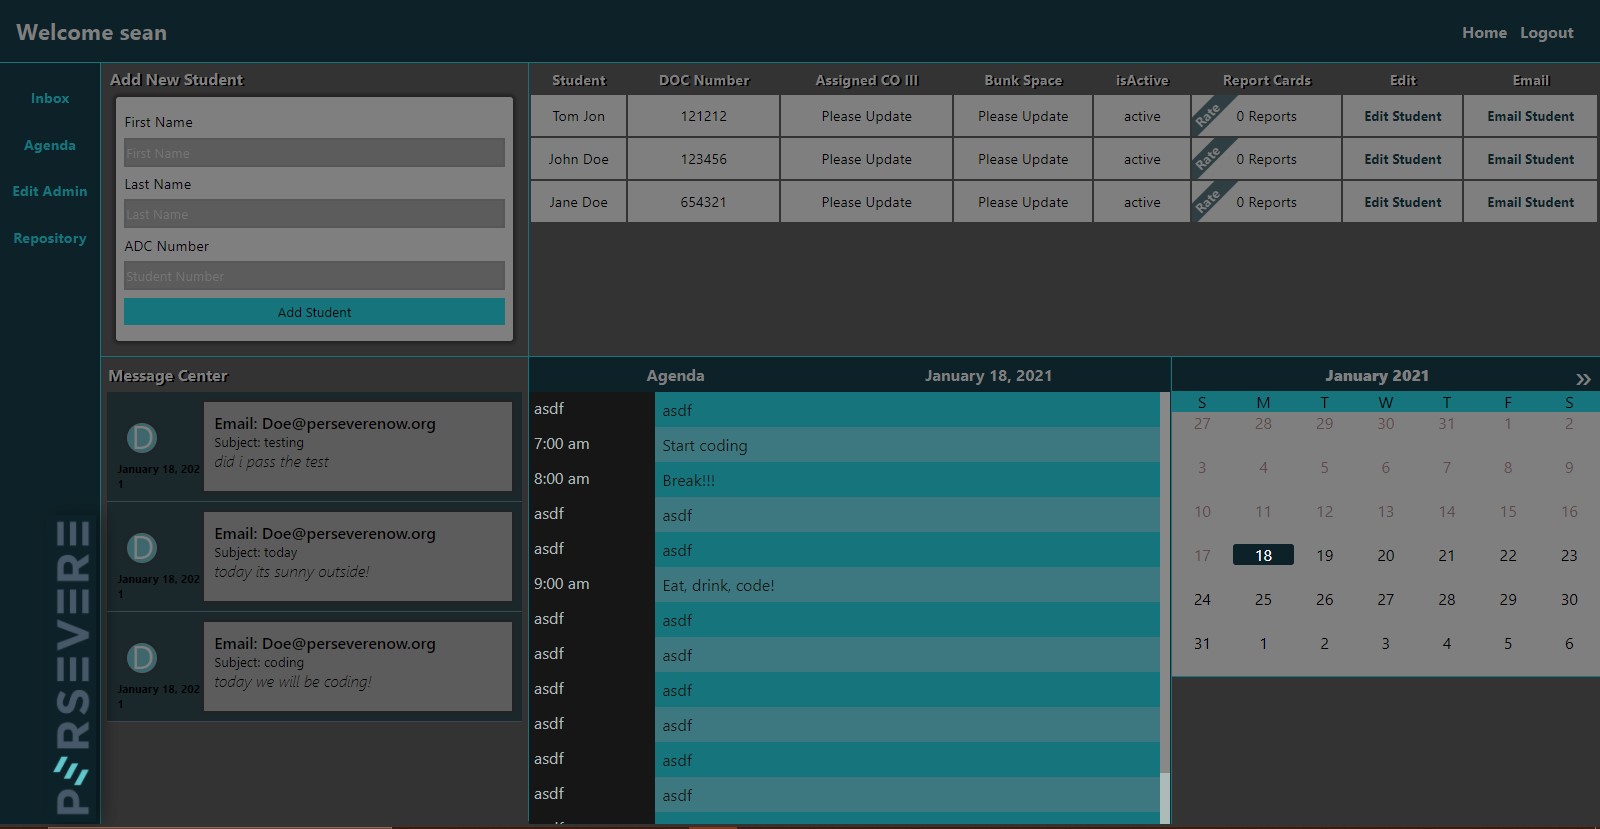 Welcome sean
Home Logout
Inbox
Agenda
Edit Admin
Repository
PERSEVERE
Add New Student
First Name
First Name
Last Name
Last Name
ADC Number
Student Number
Add Student
Student DOC Number Assigned CO III Bunk Space isActive Report Cards Edit Email
Tom Jon 121212 Please Update Please Update active Rate 0 Reports Edit Student Email Student
John Doe 123456 Please Update Please Update active Rate 0 Reports Edit Student Email Student
Jane Doe 654321 Please Update Please Update active Rate 0 Reports Edit Student Email Student
Message Center
D
January 18, 202
1
Email: Doe@perseverenow.org
Subject: testing
did i pass the test
D
January 18, 202
1
Email: Doe@perseverenow.org
Subject: today
today its sunny outside!
D
January 18, 202
1
Email: Doe@perseverenow.org
Subject: coding
today we will be coding!
Agenda January 18, 2021
asdf asdf
7:00 am Start coding
8:00 am Break!!!
asdf asdf
asdf asdf
9:00 am Eat, drink, code!
asdf asdf
asdf asdf
asdf asdf
asdf asdf
asdf asdf
asdf asdf
January 2021 »
S M T W T F S
27 28 29 30 31 1 2
3 4 5 6 7 8 9
10 11 12 13 14 15 16
17 18 19 20 21 22 23
24 25 26 27 28 29 30
31 1 2 3 4 5 6